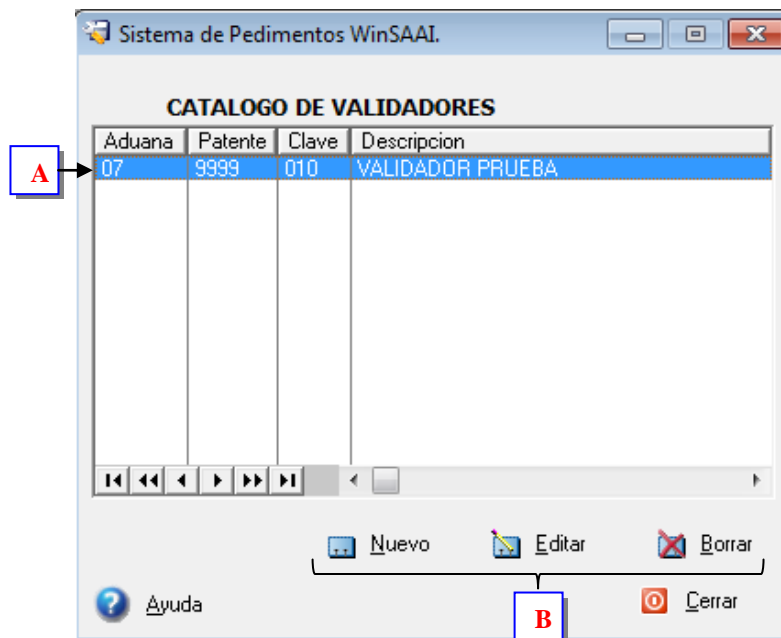 Sistema de Pedimentos WinSAAI.
CATALOGO DE VALIDADORES
Aduana Patente Clave Descripcion
A
07 9999 010 VALIDADOR PRUEBA
Nuevo Editar Borrar
Ayuda Cerrar
B